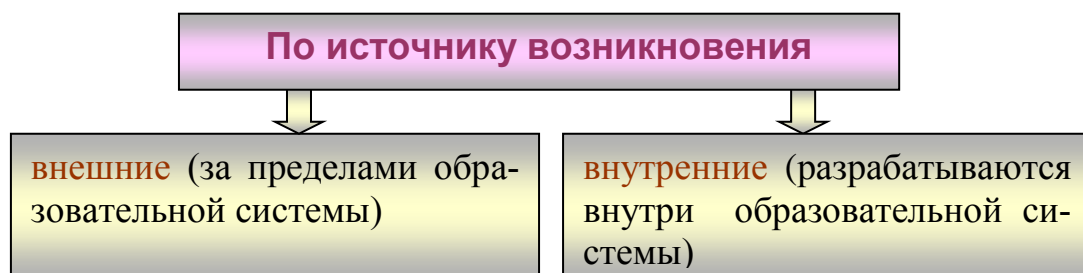 По источнику возникновения
внешние (за пределами обра-
зовательной системы)
внутренние (разрабатываются
внутри образовательной си-
стемы)